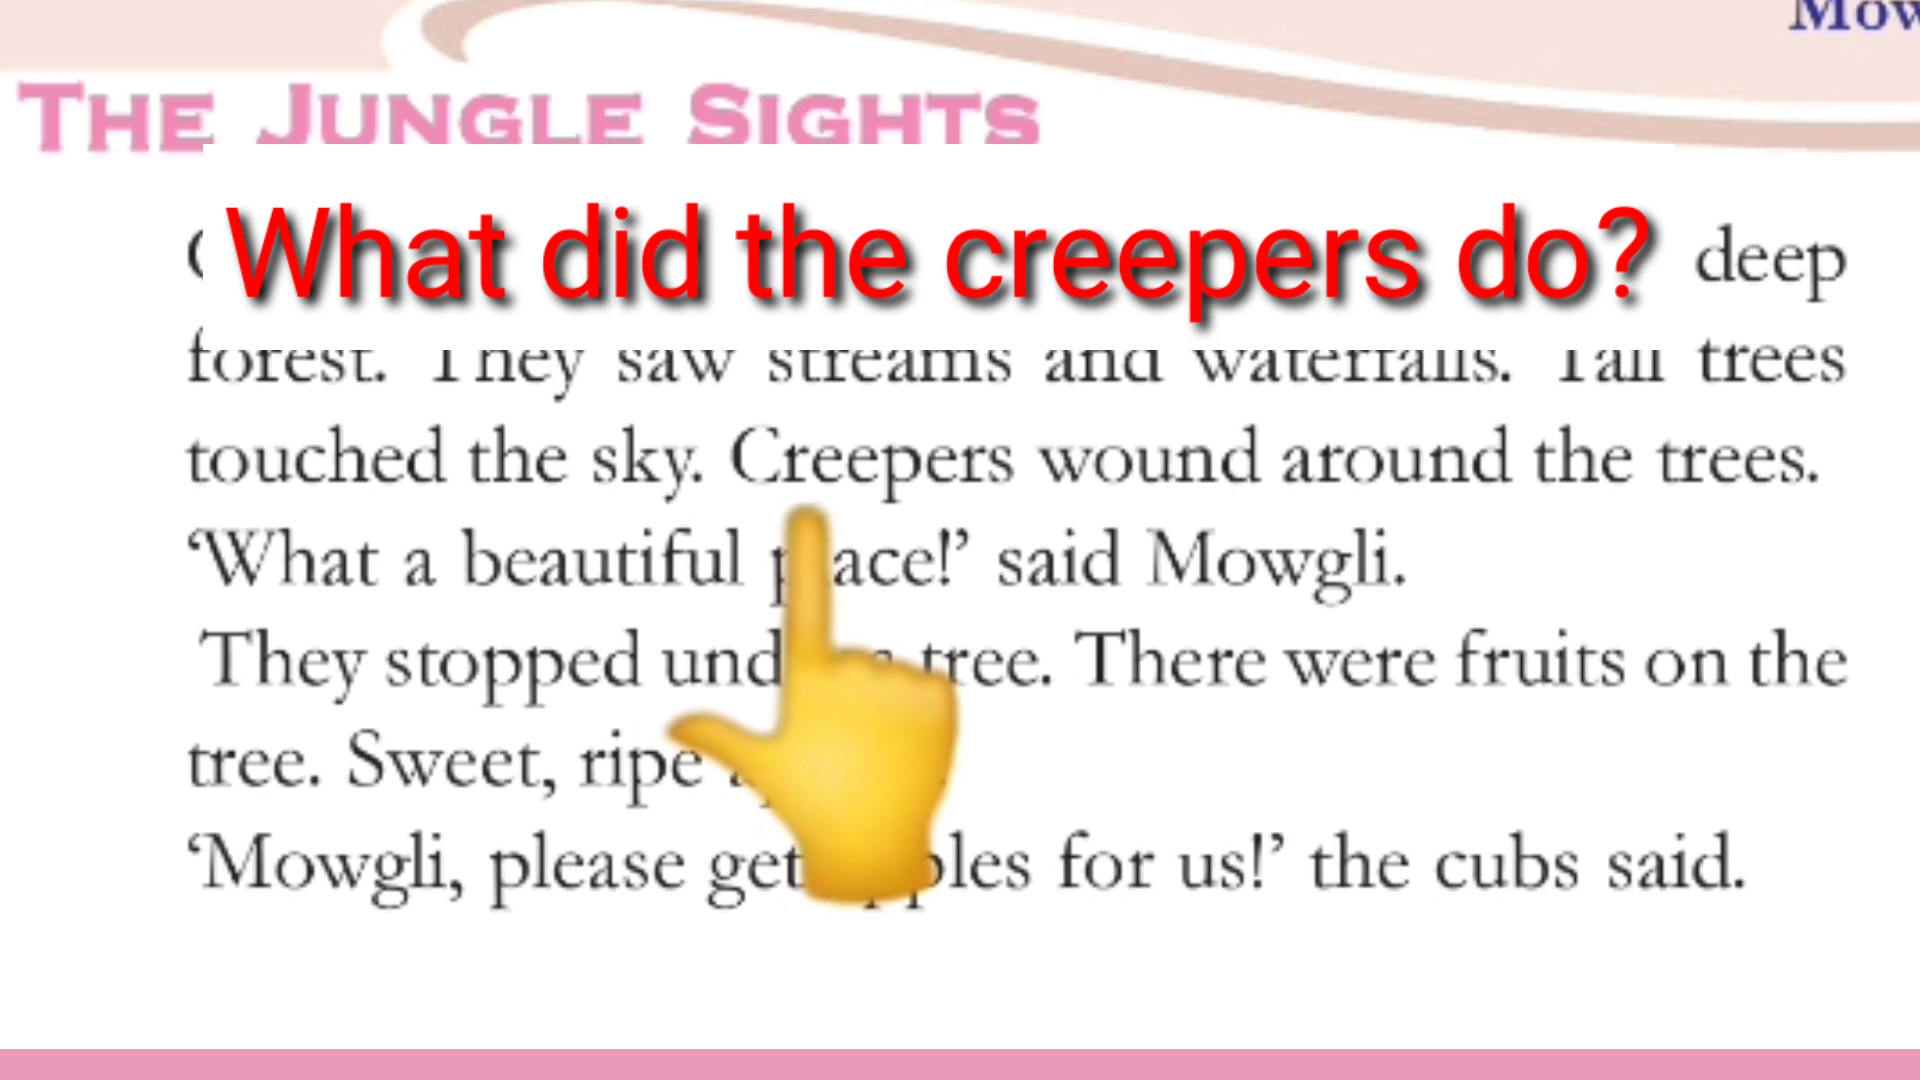 Mow
THE JUNGLE SIGHTS
What did the creepers do?
deep
forest. They saw streams and waterfalls. Tall trees
touched the sky. Creepers wound around the trees.
‘What a beautiful place!’ said Mowgli.
They stopped und tree. There were fruits on the
tree. Sweet, ripe
‘Mowgli, please get ples for us!’ the cubs said.